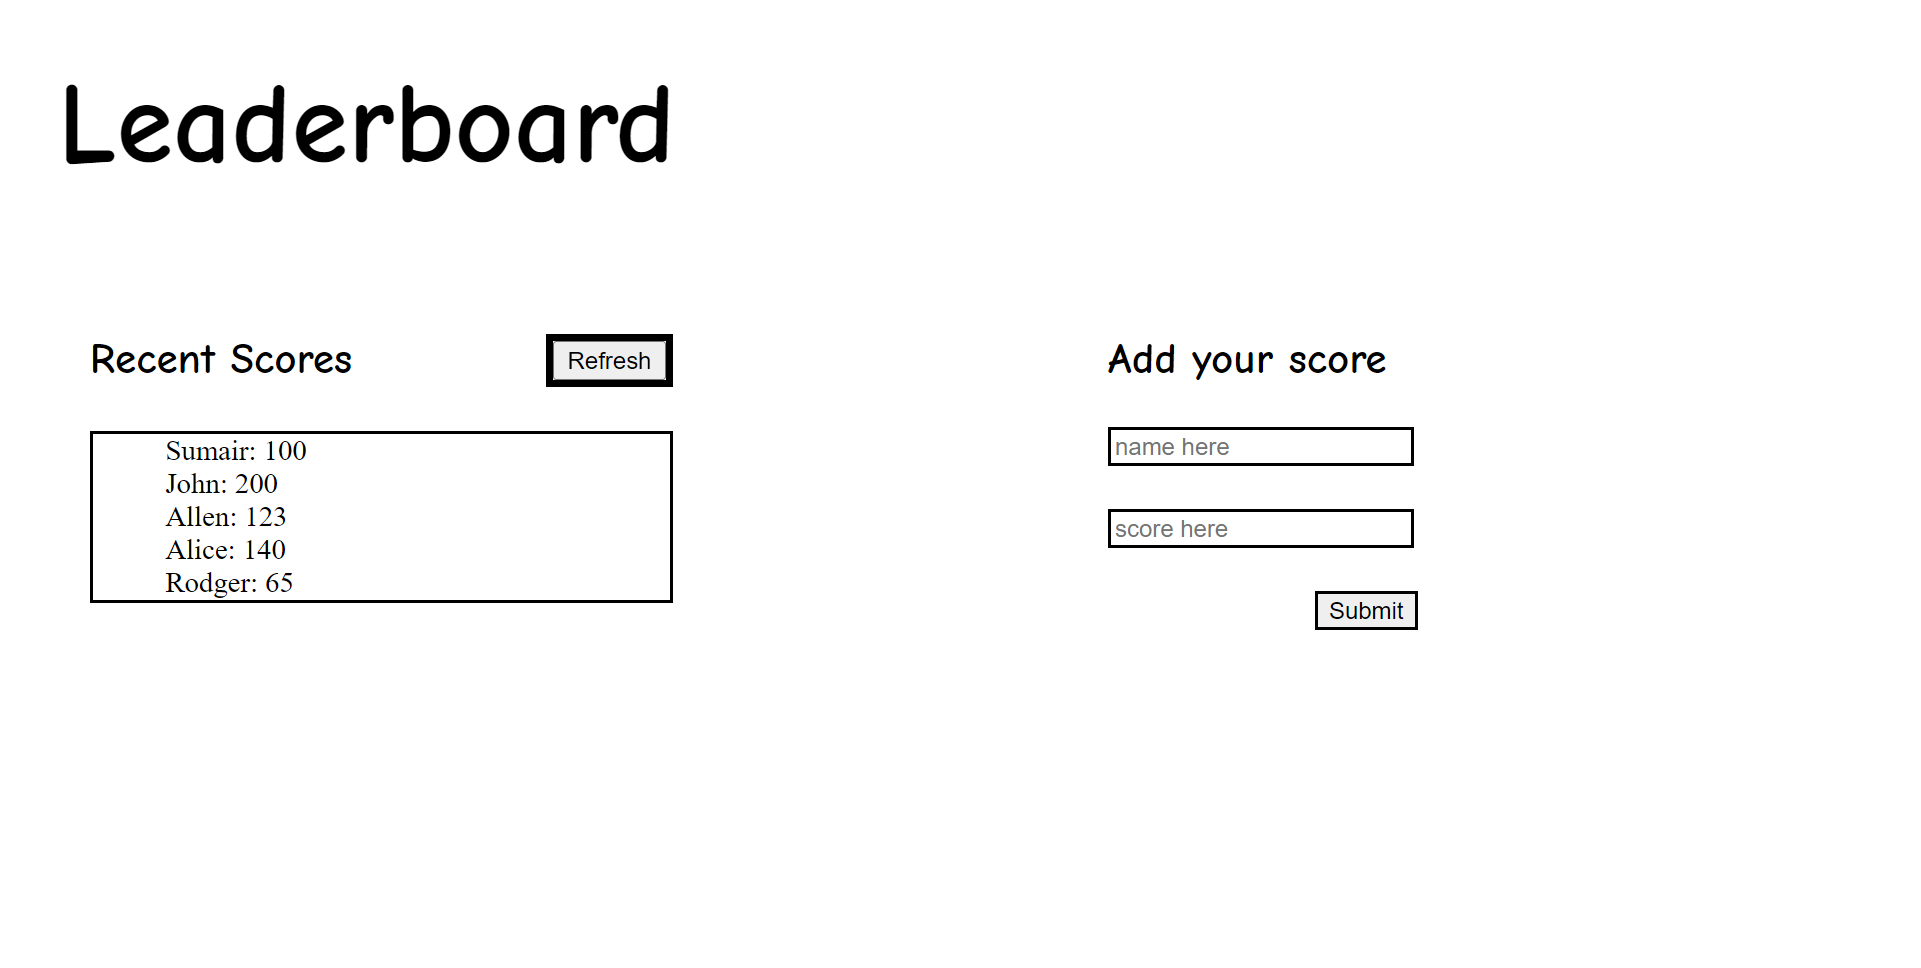 Leaderboard
Recent Scores
Refresh
Sumair: 100
John: 200
Allen: 123
Alice: 140
Rodger: 65
Add your score
name here
score here
Submit